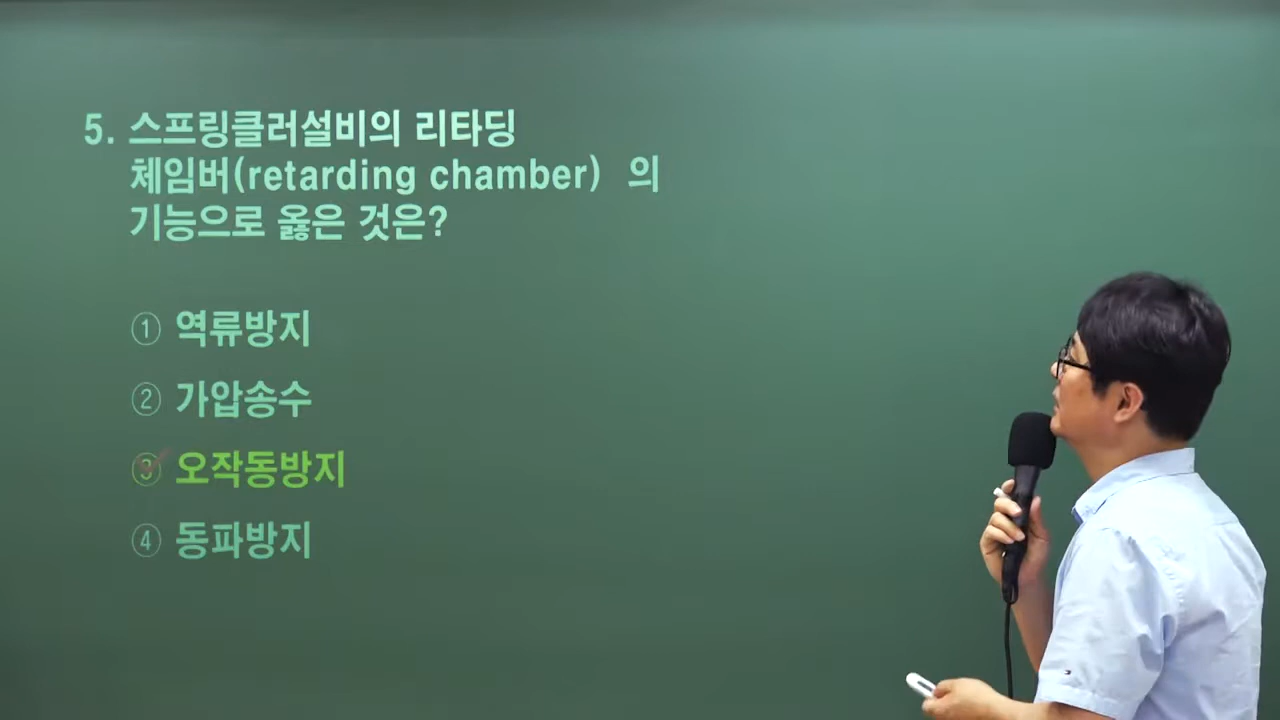 5. 스프링클러설비의 리타딩
체임버(retarding chamber) 의
기능으로 옳은 것은?
① 역류방지
② 가압송수
③ 오작동방지
④ 동파방지